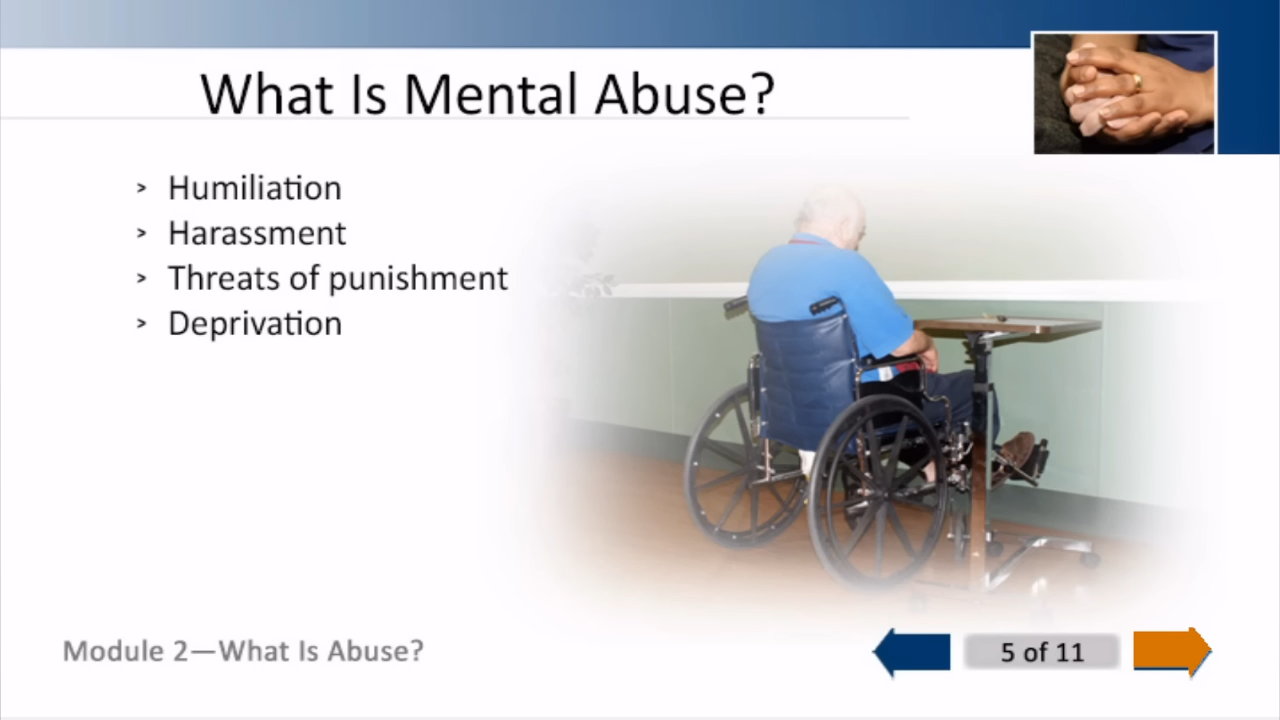 What Is Mental Abuse?
> Humiliation
> Harassment
> Threats of punishment
> Deprivation
Module 2—What Is Abuse?
5 of 11